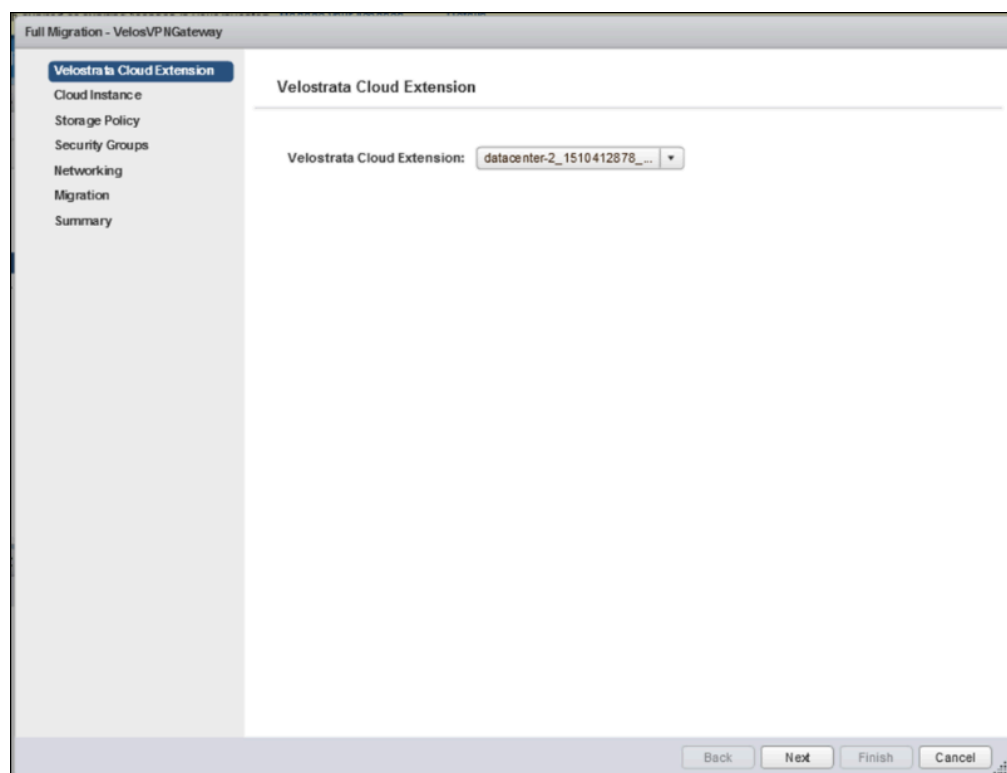 Full Migration - VelosVPNGateway
Velostrata Cloud Extension
Cloud Instance
Storage Policy
Security Groups
Networking
Migration
Summary
Velostrata Cloud Extension
Velostrata Cloud Extension: datacenter-2_1510412878_...
Back Next Finish Cancel